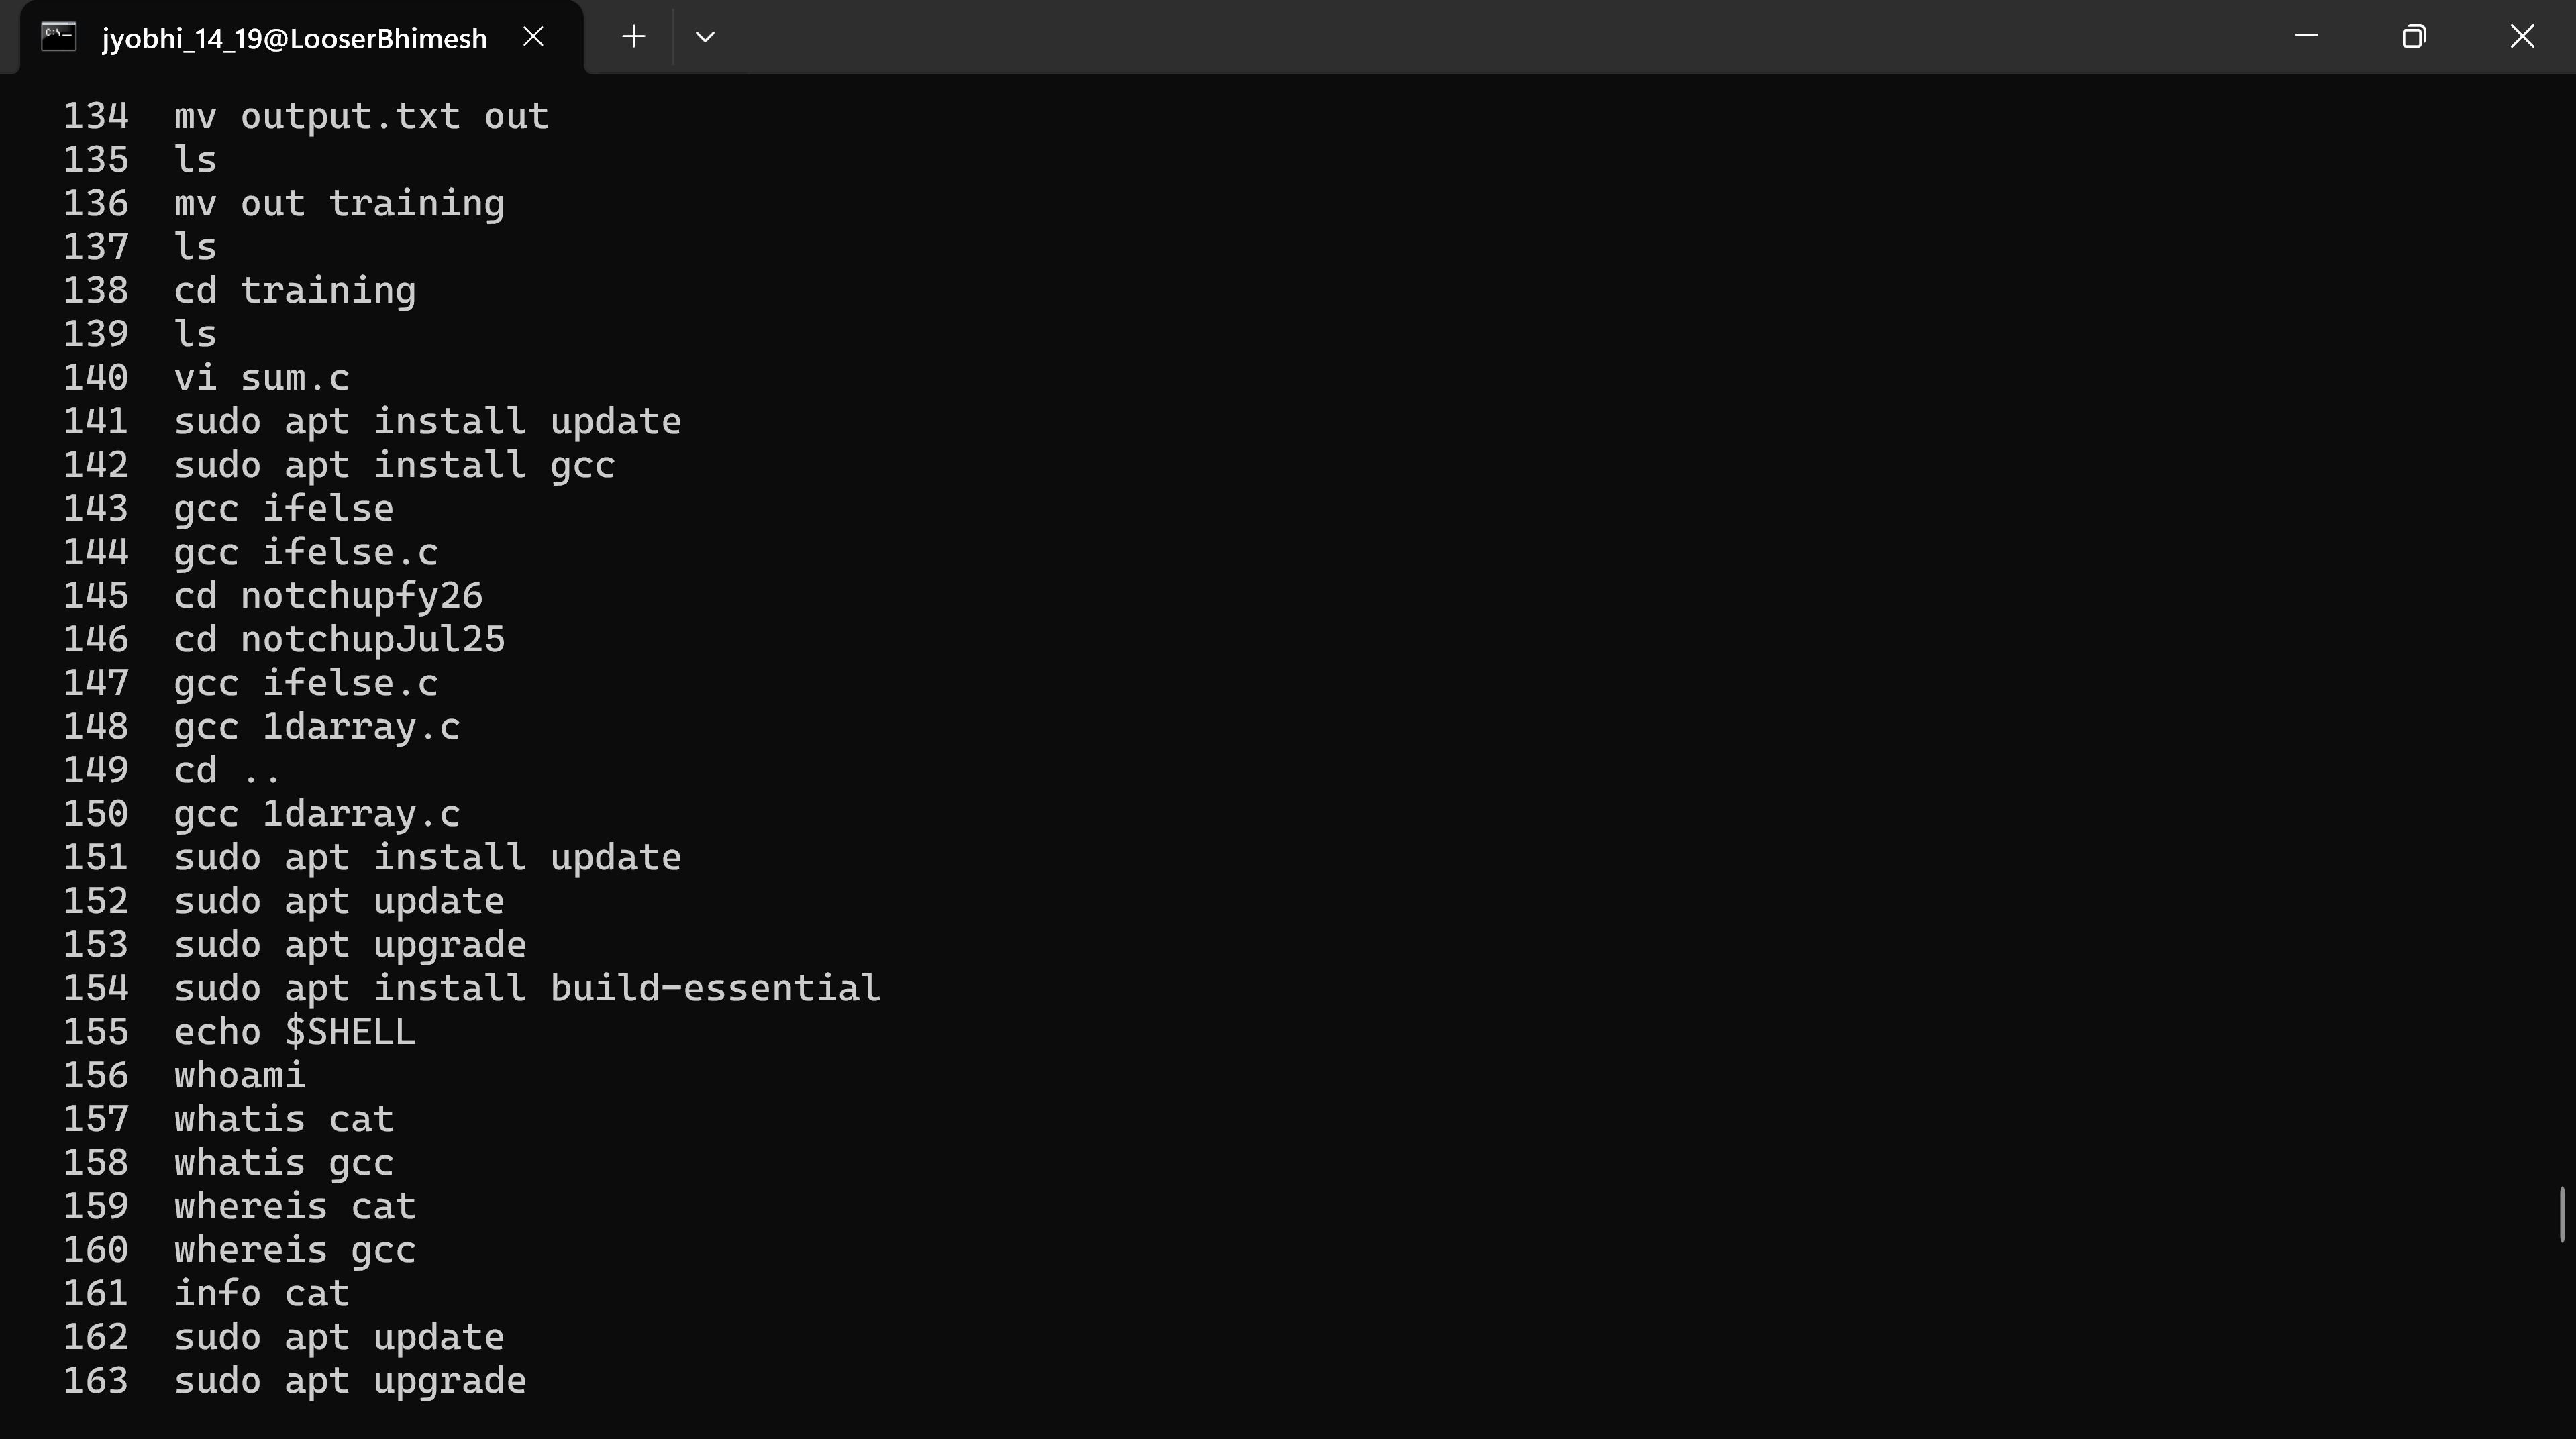 jyobhi_14_19@LooserBhimesh
134 mv output.txt out
135 ls
136 mv out training
137 ls
138 cd training
139 ls
140 vi sum.c
141 sudo apt install update
142 sudo apt install gcc
143 gcc ifelse
144 gcc ifelse.c
145 cd notchupfy26
146 cd notchupJul25
147 gcc ifelse.c
148 gcc 1darray.c
149 cd ..
150 gcc 1darray.c
151 sudo apt install update
152 sudo apt update
153 sudo apt upgrade
154 sudo apt install build-essential
155 echo $SHELL
156 whoami
157 whatis cat
158 whatis gcc
159 whereis cat
160 whereis gcc
161 info cat
162 sudo apt update
163 sudo apt upgrade